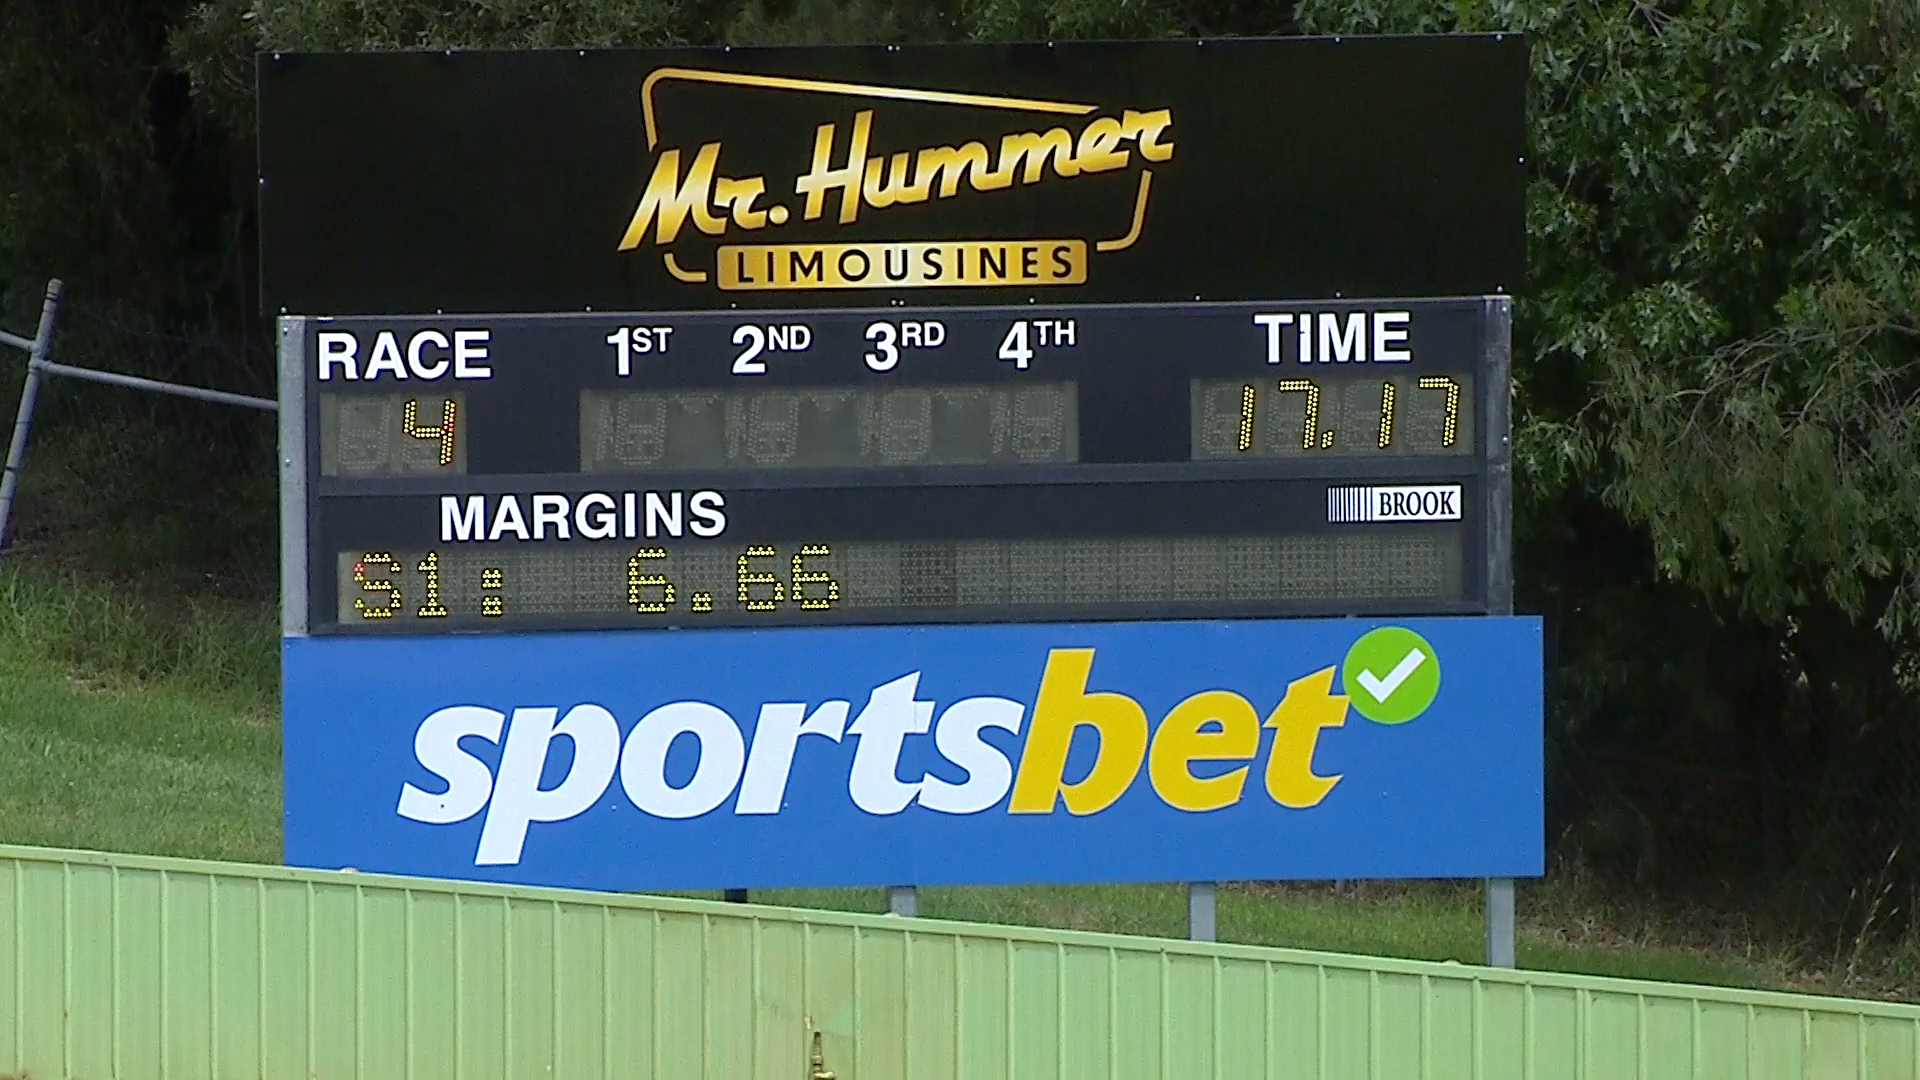 Mr. Hummer
LIMOUSINES
RACE 1ST 2ND 3RD 4TH TIME
4 17.17
MARGINS BROOK
S1: 6.66
sportsbet